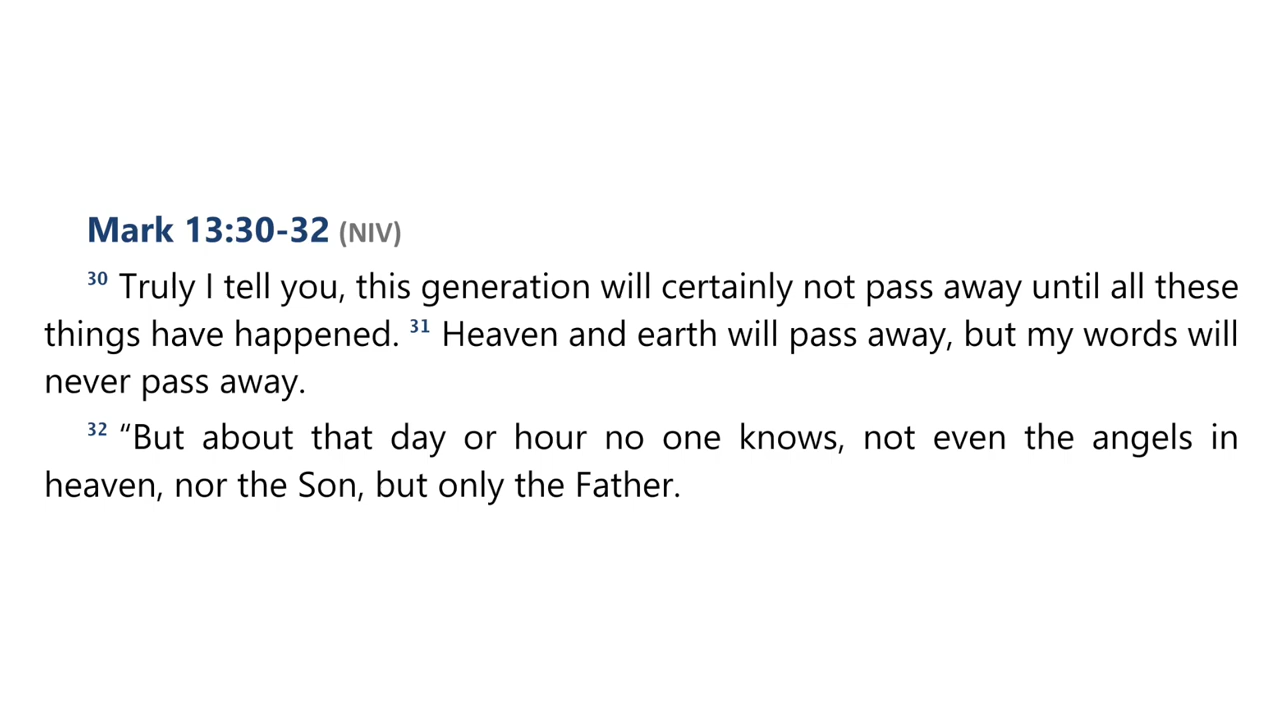 Mark 13:30-32 (NIV)
30 Truly I tell you, this generation will certainly not pass away until all these
things have happened. 31 Heaven and earth will pass away, but my words will
never pass away.
32 “But about that day or hour no one knows, not even the angels in
heaven, nor the Son, but only the Father.